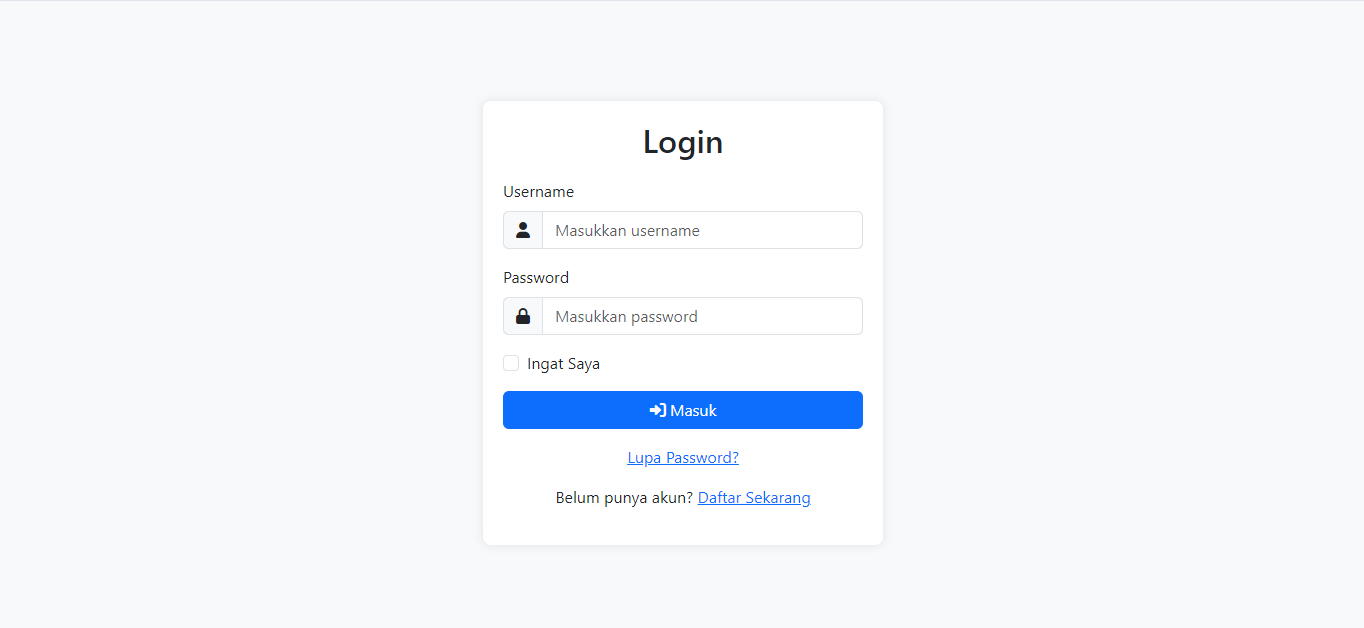 Login
Username
Masukkan username
Password
Masukkan password
Ingat Saya
Masuk
Lupa Password?
Belum punya akun? Daftar Sekarang